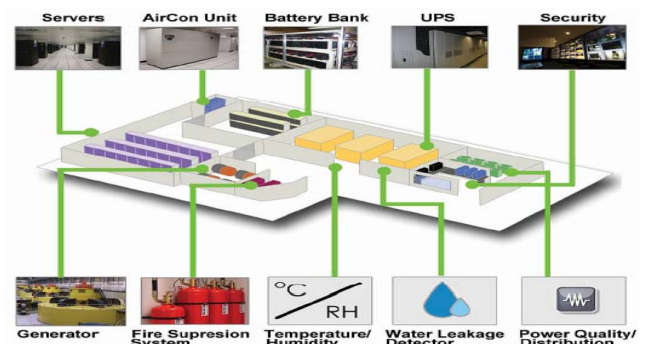 Servers AirCon Unit Battery Bank UPS Security
°C
RH
Generator Fire Supresion Temperature/ Water Leakage Power Quality/
System Humidity Detector Distribution